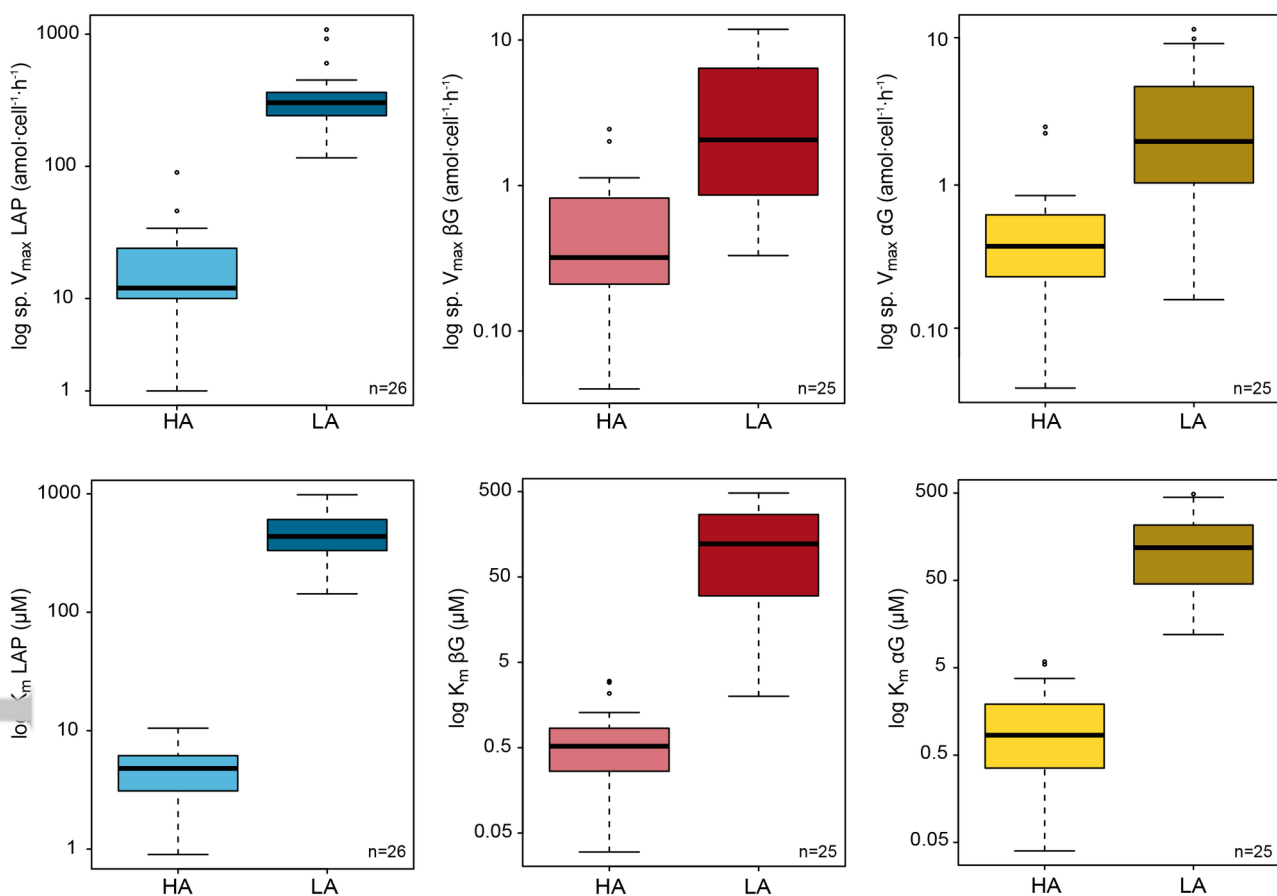 log sp. Vmax LAP (amol·cell⁻¹·h⁻¹)
1000
100
10
1
n=26
HA LA
log sp. Vmax βG (amol·cell⁻¹·h⁻¹)
10
1
0.10
n=25
HA LA
log sp. Vmax αG (amol·cell⁻¹·h⁻¹)
10
1
0.10
n=25
HA LA
log Km LAP (µM)
1000
100
10
1
n=26
HA LA
log Km βG (µM)
500
50
5
0.5
0.05
n=25
HA LA
log Km αG (µM)
500
50
5
0.5
0.05
n=25
HA LA